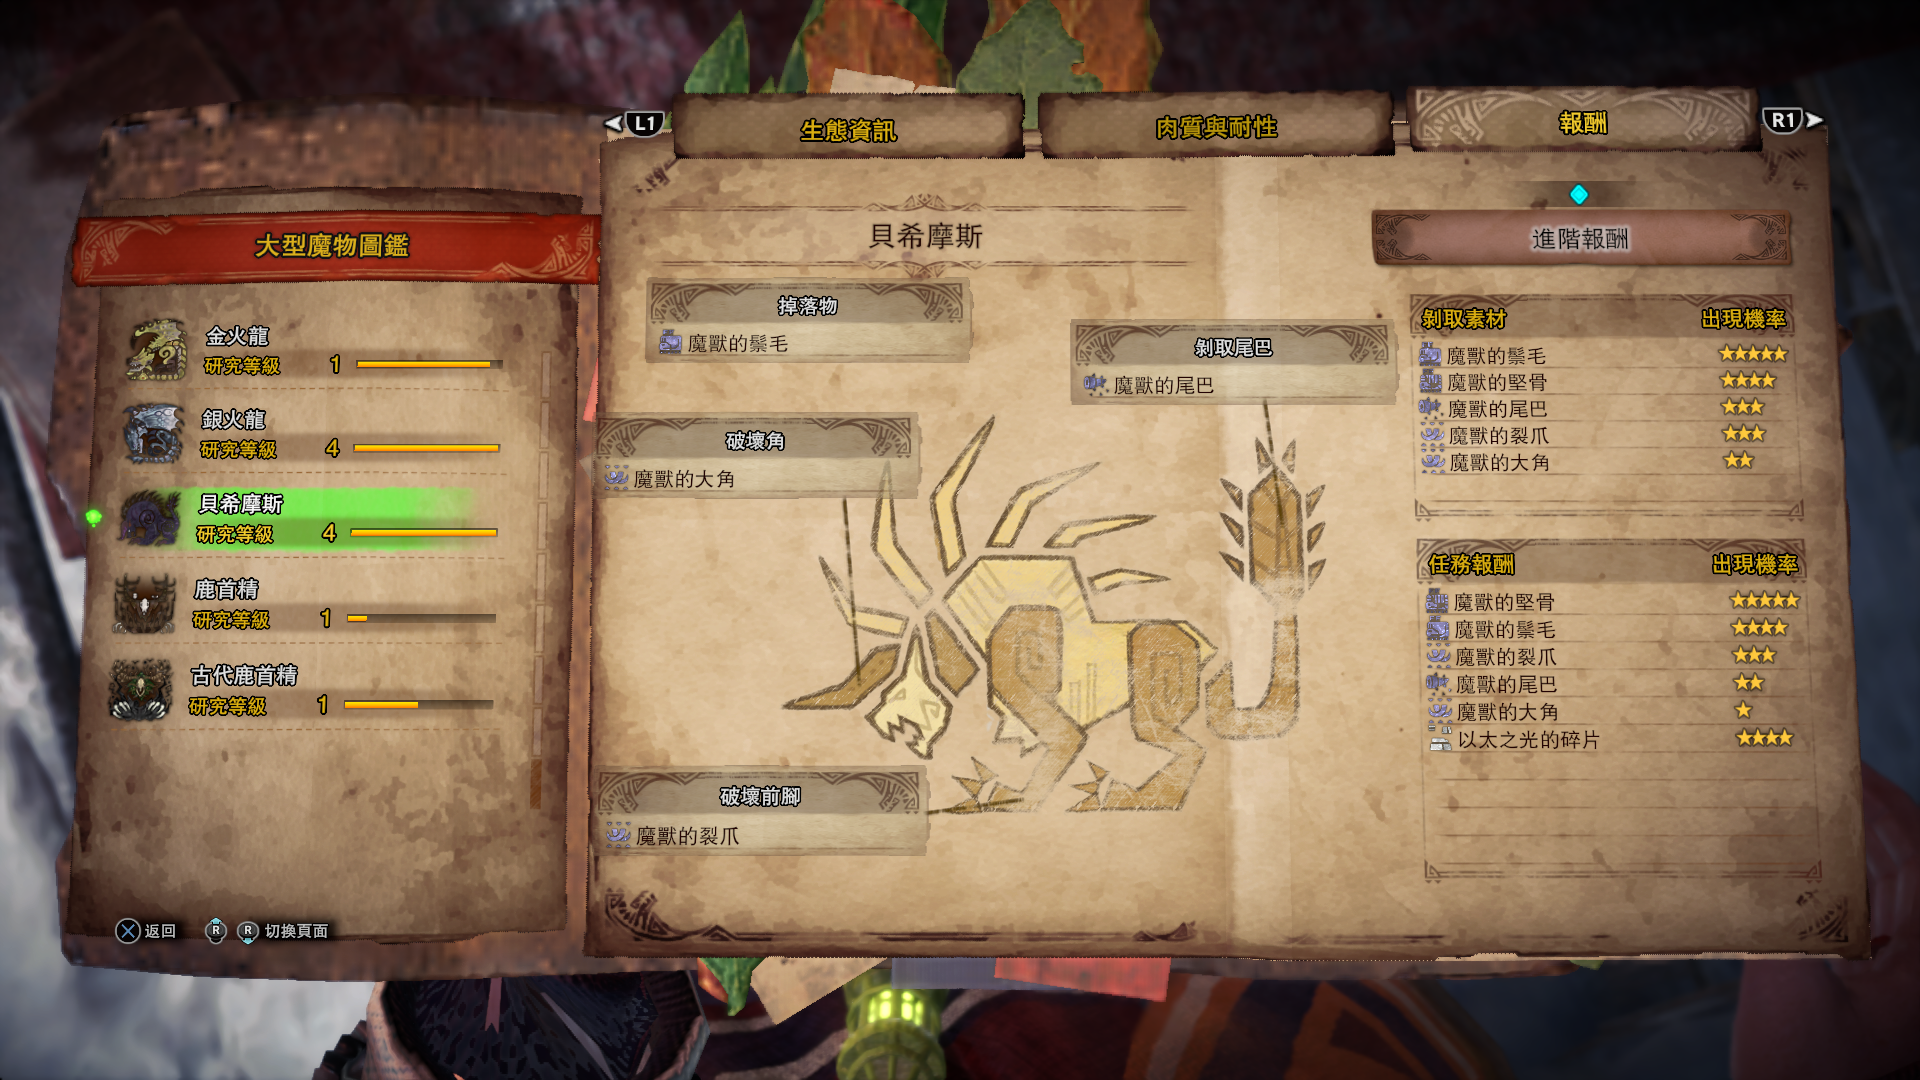 L1
生態資訊
肉質與耐性
報酬
R1
大型魔物圖鑑
金火龍
研究等級 1
銀火龍
研究等級 4
貝希摩斯
研究等級 4
鹿首精
研究等級 1
古代鹿首精
研究等級 1
返回 R R 切換頁面
貝希摩斯
掉落物
魔獸的鬃毛
剝取尾巴
魔獸的尾巴
破壞角
魔獸的大角
破壞前腳
魔獸的裂爪
進階報酬
剝取素材 出現機率
魔獸的鬃毛 ★★★★★
魔獸的堅骨 ★★★★
魔獸的尾巴 ★★★
魔獸的裂爪 ★★★
魔獸的大角 ★★
任務報酬 出現機率
魔獸的堅骨 ★★★★★
魔獸的鬃毛 ★★★★
魔獸的裂爪 ★★★
魔獸的尾巴 ★★
魔獸的大角 ★
以太之光的碎片 ★★★★